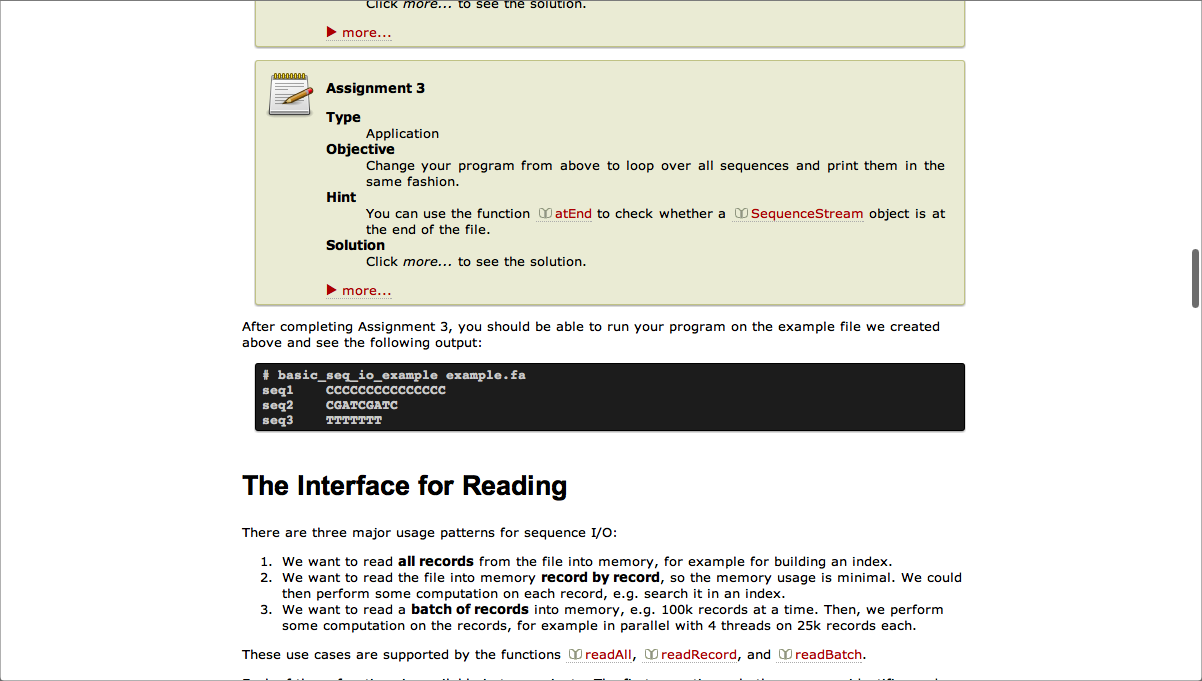 Click more... to see the solution.
more...
Assignment 3
Type
Application
Objective
Change your program from above to loop over all sequences and print them in the
same fashion.
Hint
You can use the function atEnd to check whether a SequenceStream object is at
the end of the file.
Solution
Click more... to see the solution.
more...
After completing Assignment 3, you should be able to run your program on the example file we created
above and see the following output:
# basic_seq_io_example example.fa
seq1    CCCCCCCCCCCCCCC
seq2    CGATCGATC
seq3    TTTTTTT
The Interface for Reading
There are three major usage patterns for sequence I/O:
1. We want to read all records from the file into memory, for example for building an index.
2. We want to read the file into memory record by record, so the memory usage is minimal. We could
then perform some computation on each record, e.g. search it in an index.
3. We want to read a batch of records into memory, e.g. 100k records at a time. Then, we perform
some computation on the records, for example in parallel with 4 threads on 25k records each.
These use cases are supported by the functions readAll, readRecord, and readBatch.